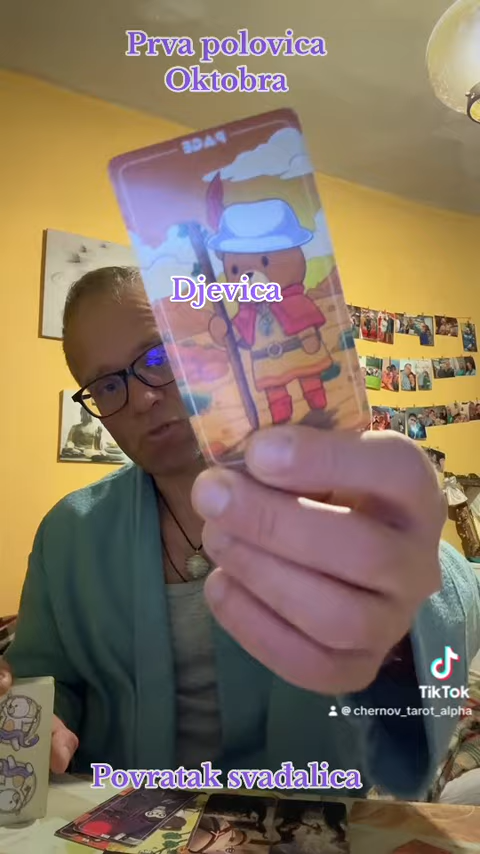 Prva polovica
Oktobra
PAGE
Djevica
TikTok
@chernov_tarot_alpha
Povratak svađalica